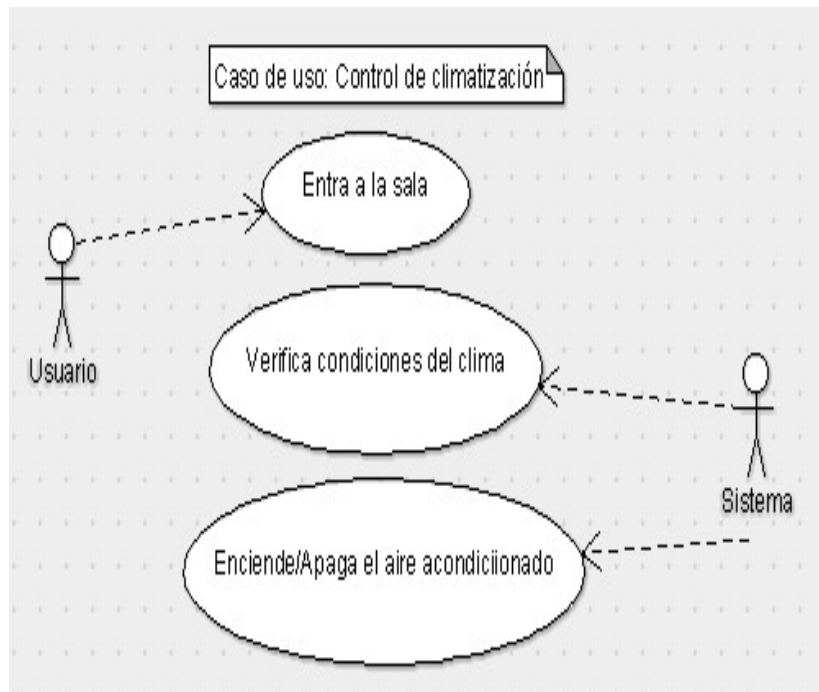 Caso de uso: Control de climatización
Entra a la sala
Usuario
Verifica condiciones del clima
Sistema
Enciende/Apaga el aire acondiciionado